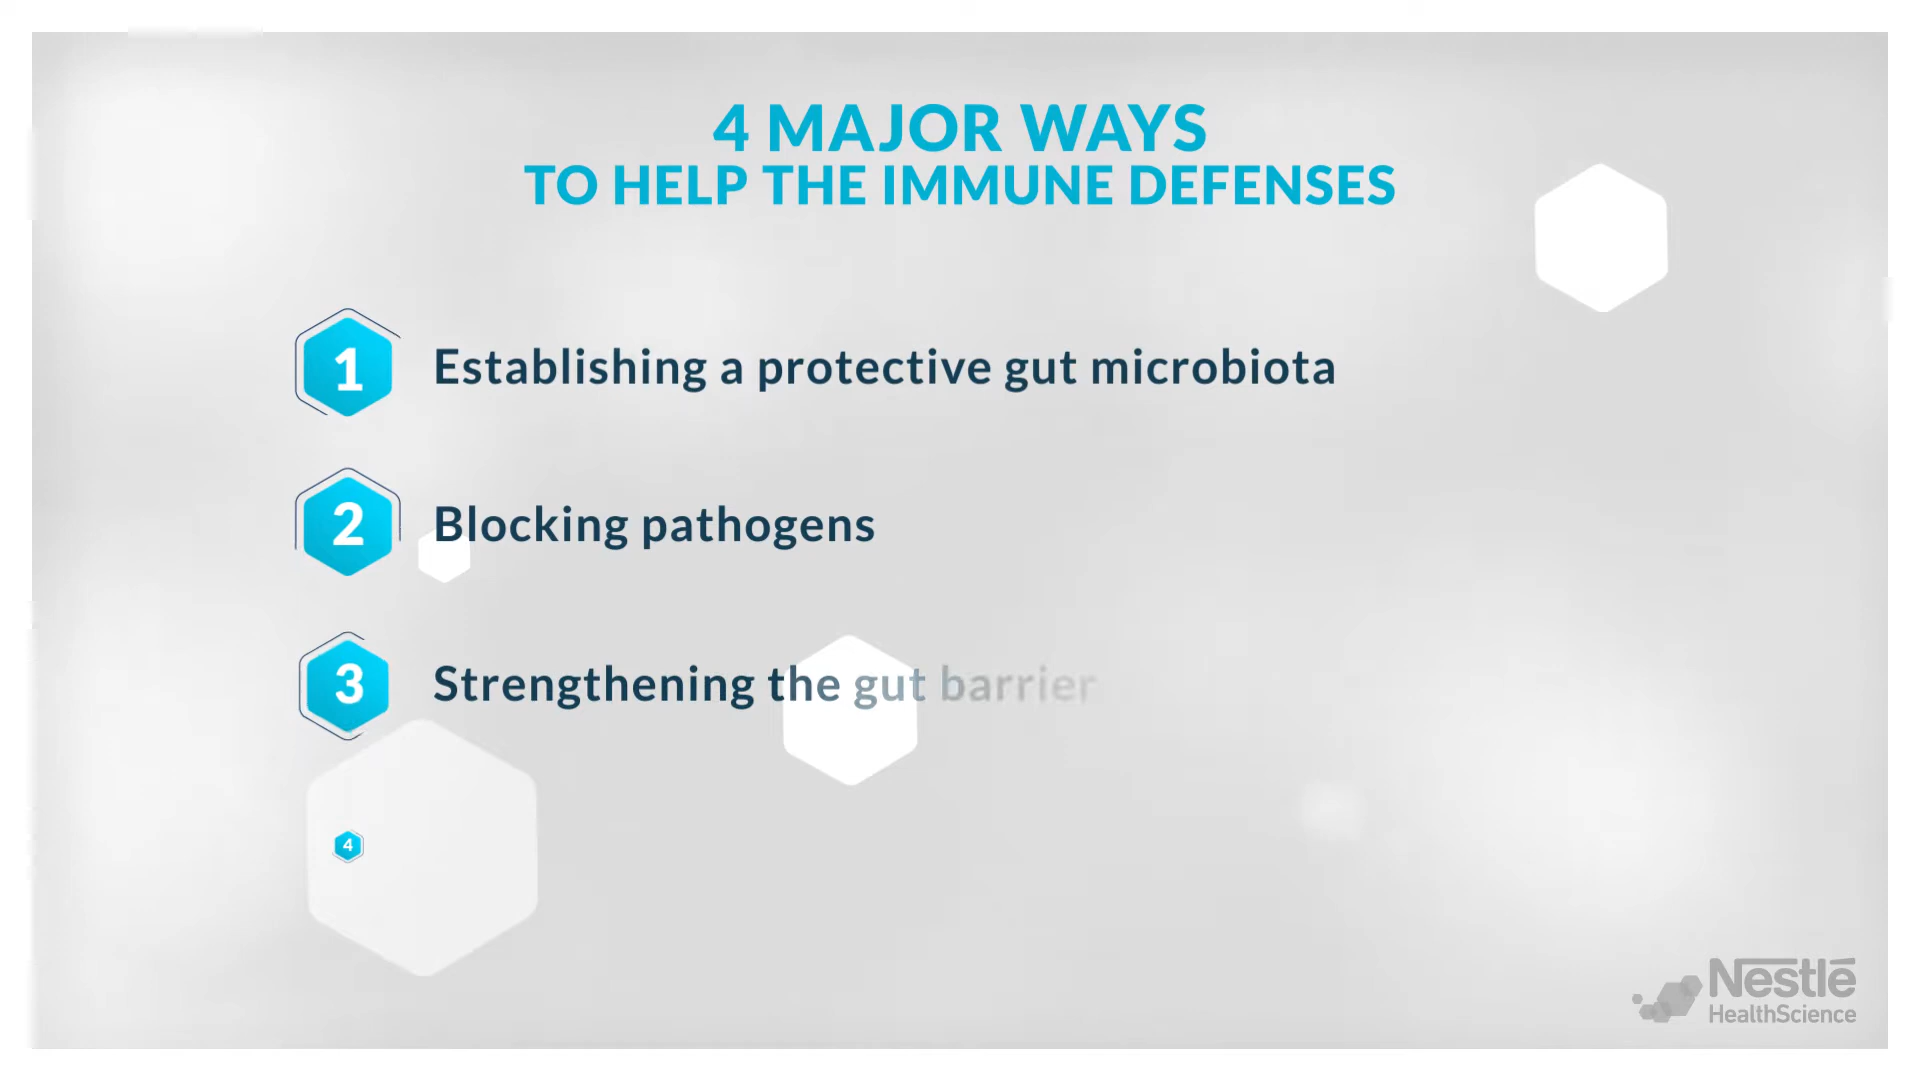 4 MAJOR WAYS
TO HELP THE IMMUNE DEFENSES
1 Establishing a protective gut microbiota
2 Blocking pathogens
3 Strengthening the gut barrier
4
Nestlé
HealthScience